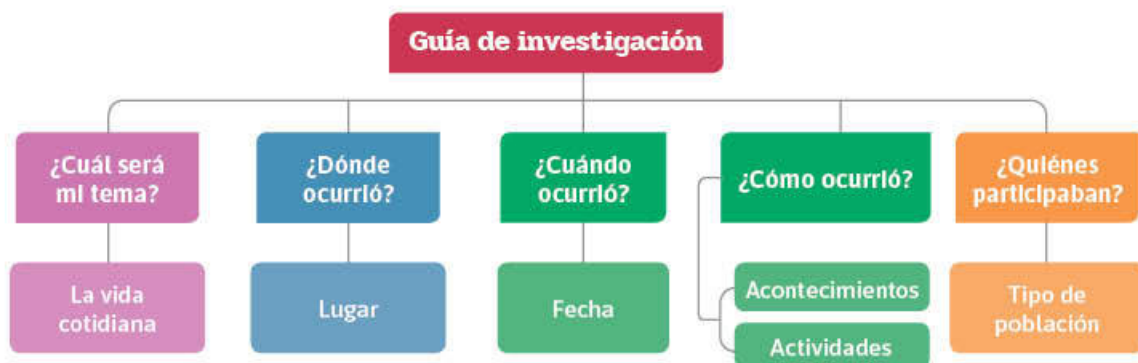 Guía de investigación
¿Cuál será
mi tema?
¿Dónde
ocurrió?
¿Cuándo
ocurrió?
¿Cómo ocurrió?
¿Quiénes
participaban?
La vida
cotidiana
Lugar
Fecha
Acontecimientos
Actividades
Tipo de
población